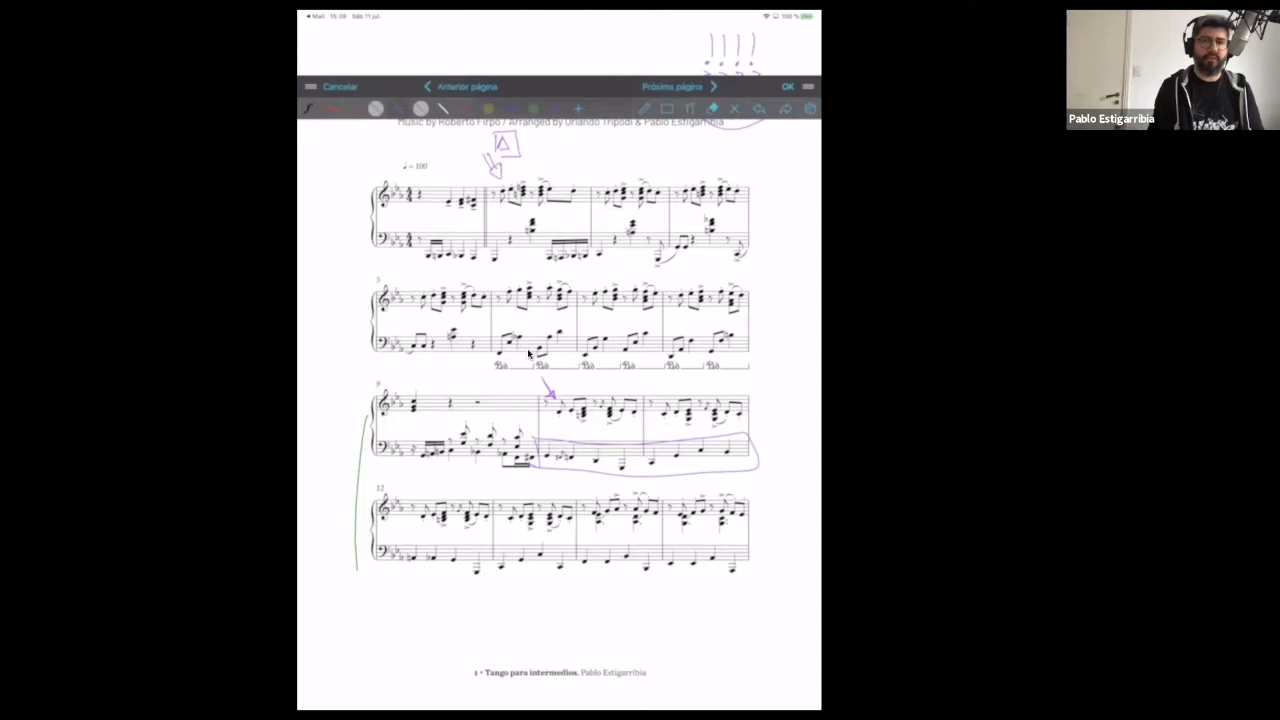 Mail 15:39 Sáb 11 jul. 100 %
Cancelar Anterior página Próxima página OK
Music by Roberto Firpo / Arranged by Orlando Tripodi & Pablo Estigarribia
A
♩ = 100
5
9
12
1 • Tango para intermedios. Pablo Estigarribia
Pablo Estigarribia